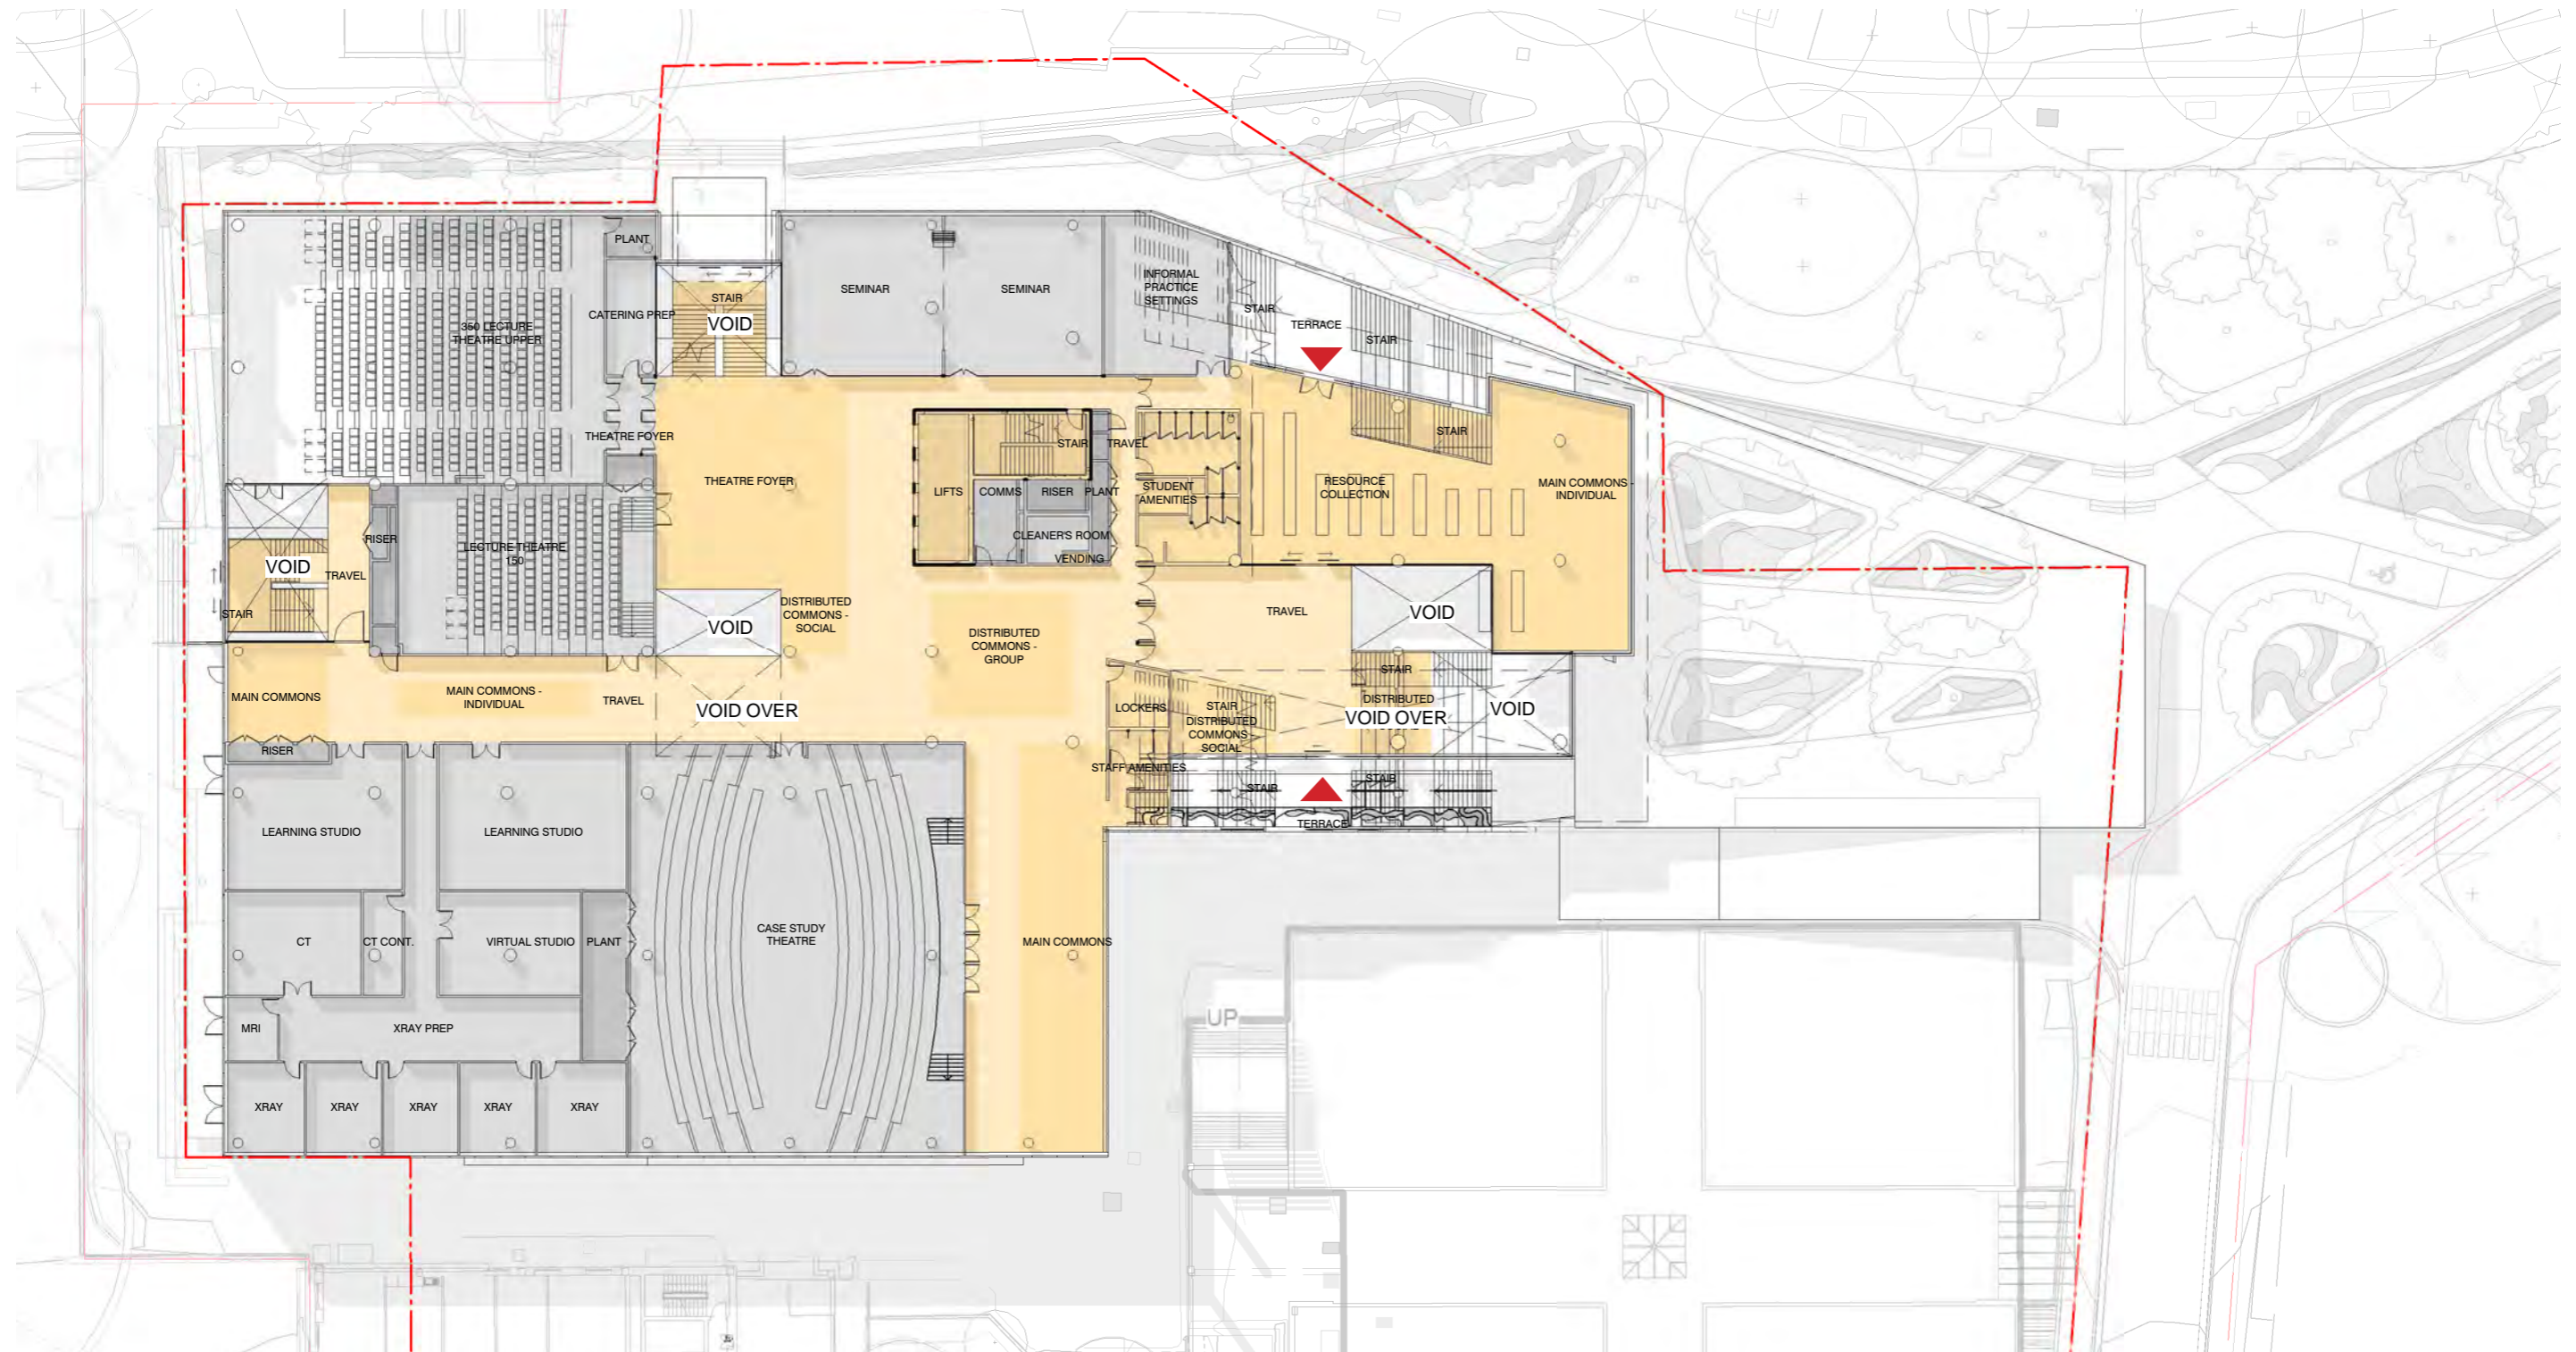 PLANT
CATERING PREP
STAIR
VOID
SEMINAR
SEMINAR
INFORMAL
PRACTICE
SETTINGS
STAIR
TERRACE
STAIR
350 LECTURE
THEATRE UPPER
THEATRE FOYER
THEATRE FOYER
LIFTS
STAIR
TRAVEL
COMMS
RISER
PLANT
CLEANER'S ROOM
VENDING
STUDENT
AMENITIES
STAIR
RESOURCE
COLLECTION
MAIN COMMONS -
INDIVIDUAL
RISER
LECTURE THEATRE
150
VOID
TRAVEL
STAIR
VOID
DISTRIBUTED
COMMONS -
SOCIAL
DISTRIBUTED
COMMONS -
GROUP
TRAVEL
VOID
MAIN COMMONS
MAIN COMMONS -
INDIVIDUAL
TRAVEL
VOID OVER
LOCKERS
STAIR
DISTRIBUTED
COMMONS
SOCIAL
STAIR
DISTRIBUTED
VOID OVER
VOID
RISER
STAFF AMENITIES
STAIR
STAIR
TERRACE
LEARNING STUDIO
LEARNING STUDIO
CT
CT CONT.
VIRTUAL STUDIO
PLANT
CASE STUDY
THEATRE
MAIN COMMONS
MRI
XRAY PREP
UP
XRAY
XRAY
XRAY
XRAY
XRAY